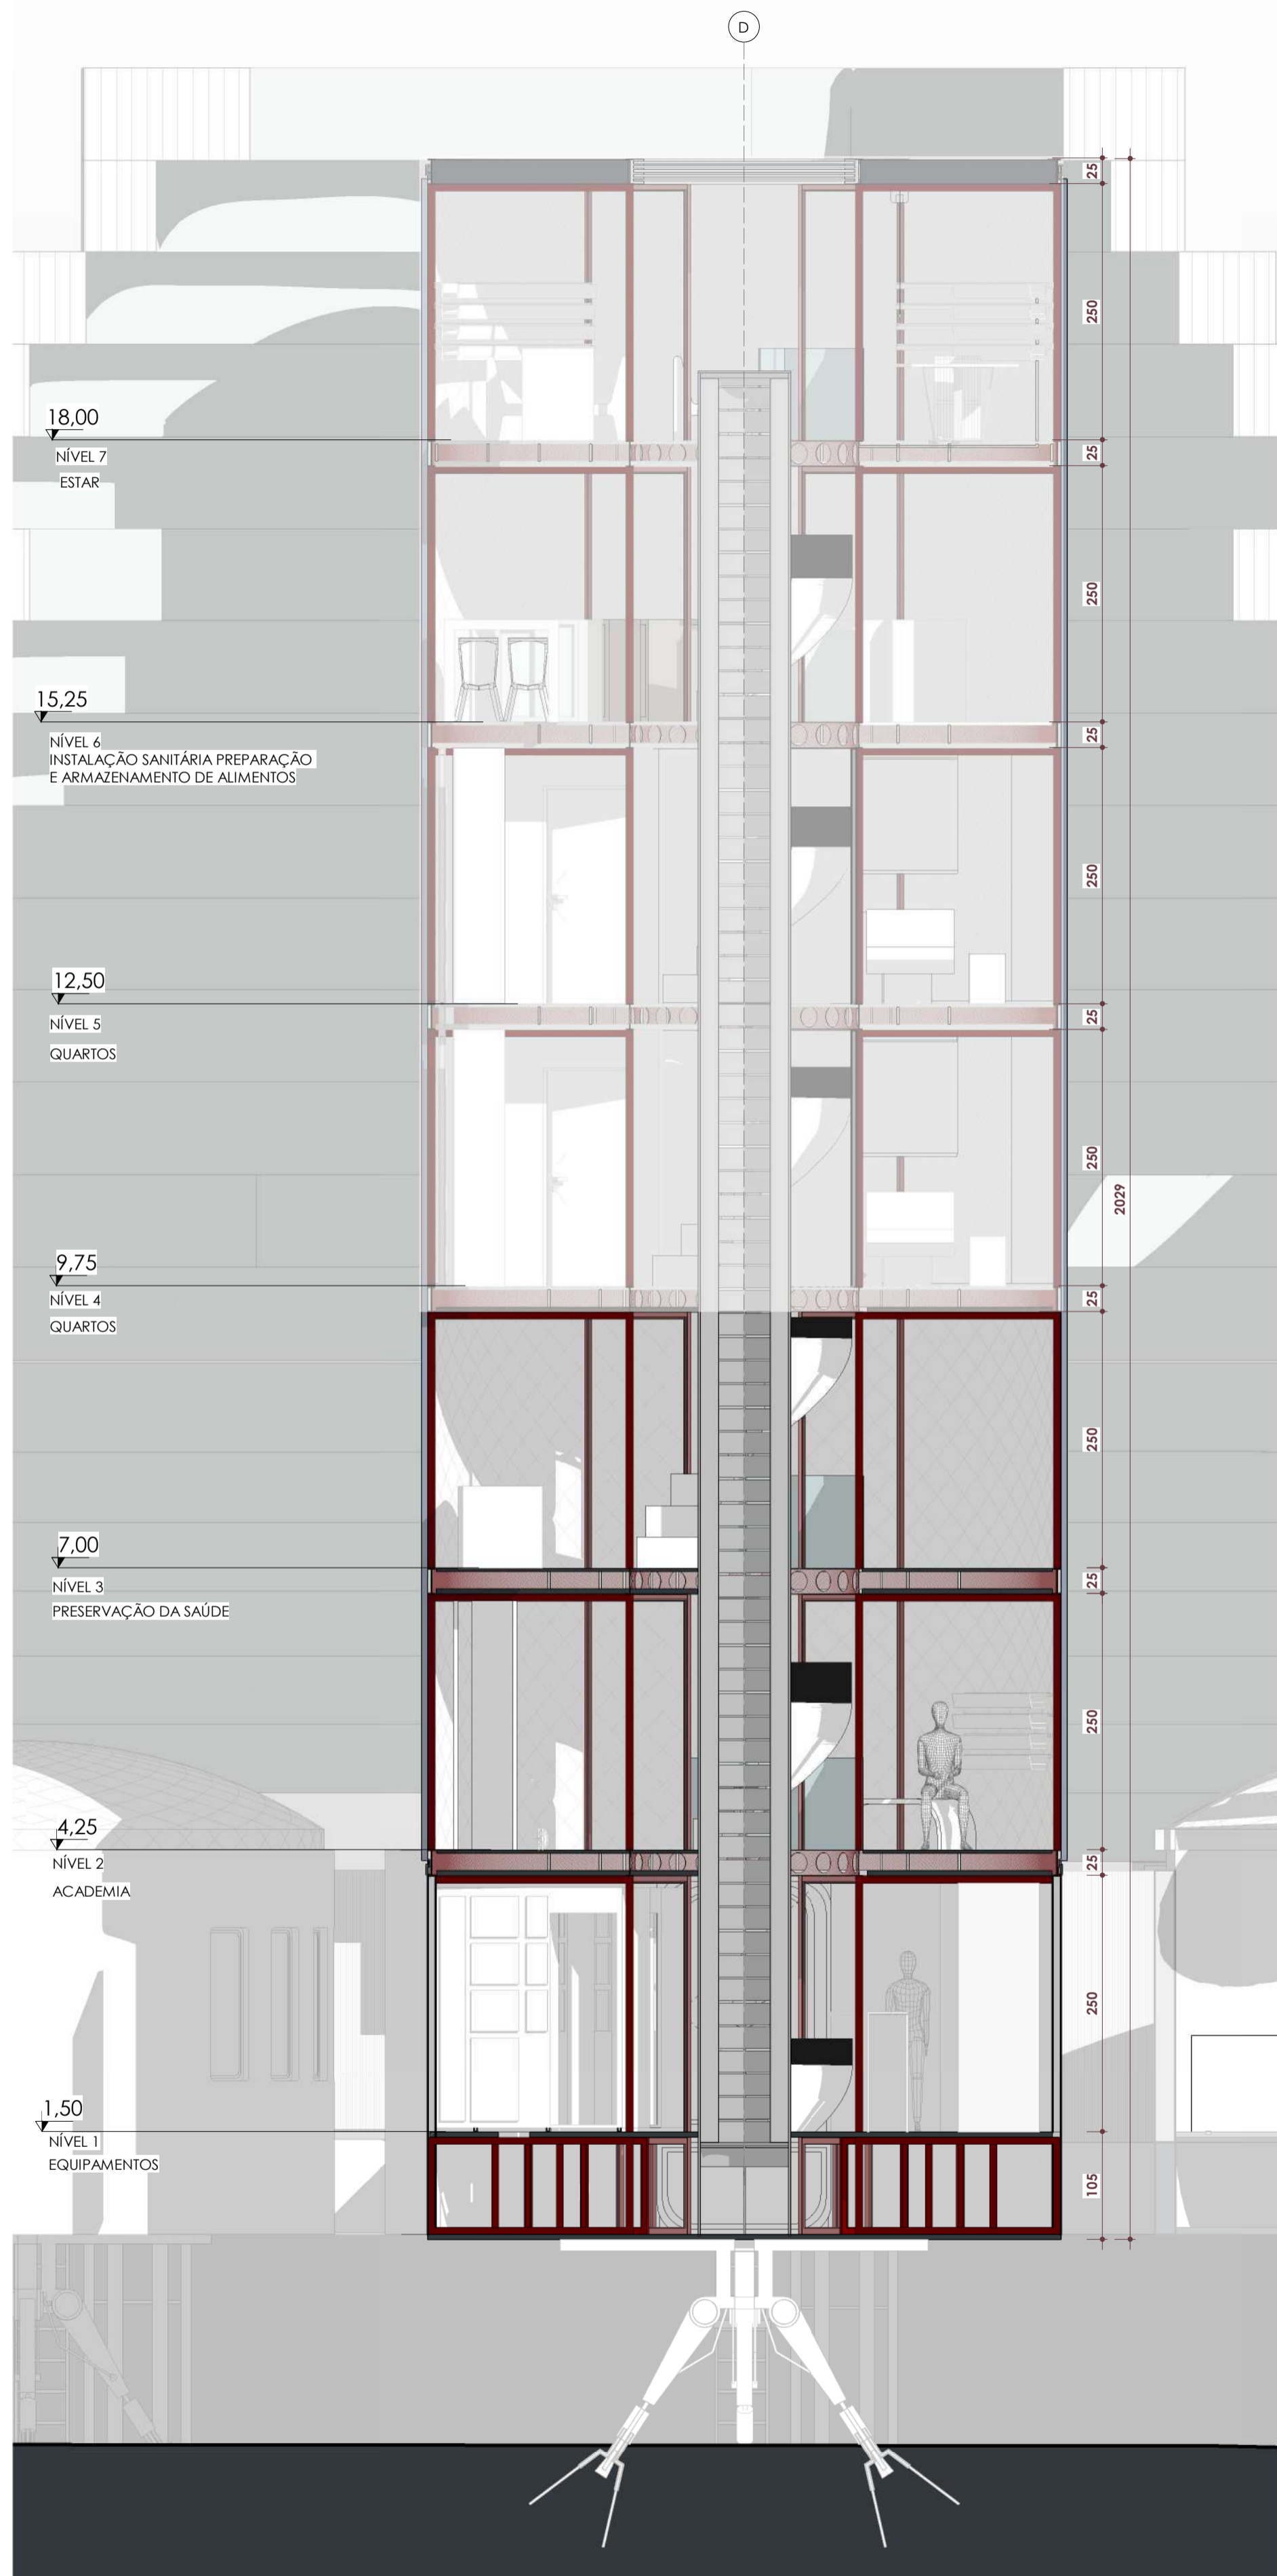 D
25
250
18,00
NÍVEL 7
ESTAR
25
250
15,25
NÍVEL 6
INSTALAÇÃO SANITÁRIA PREPARAÇÃO
E ARMAZENAMENTO DE ALIMENTOS
25
250
12,50
NÍVEL 5
QUARTOS
25
250
2029
9,75
NÍVEL 4
QUARTOS
25
250
7,00
NÍVEL 3
PRESERVAÇÃO DA SAÚDE
25
250
4,25
NÍVEL 2
ACADEMIA
25
250
1,50
NÍVEL 1
EQUIPAMENTOS
105